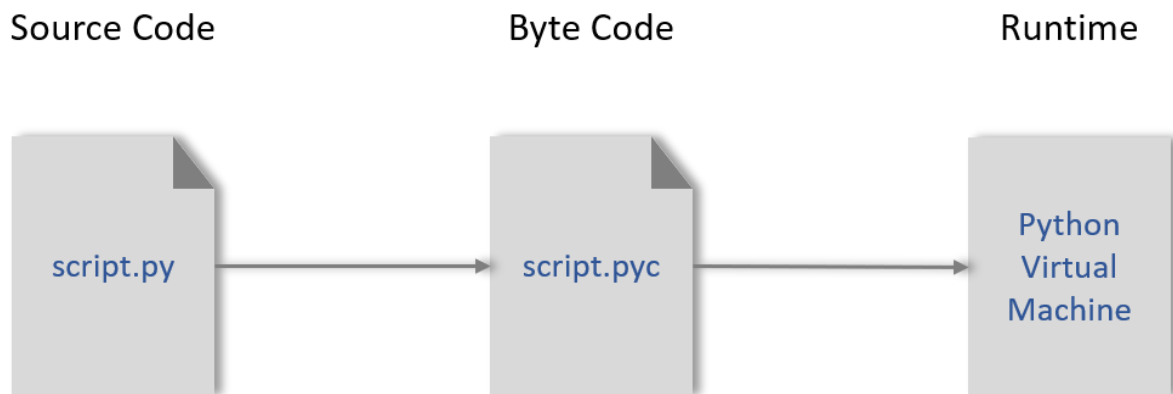 Source Code
Byte Code
Runtime
script.py
script.pyc
Python
Virtual
Machine